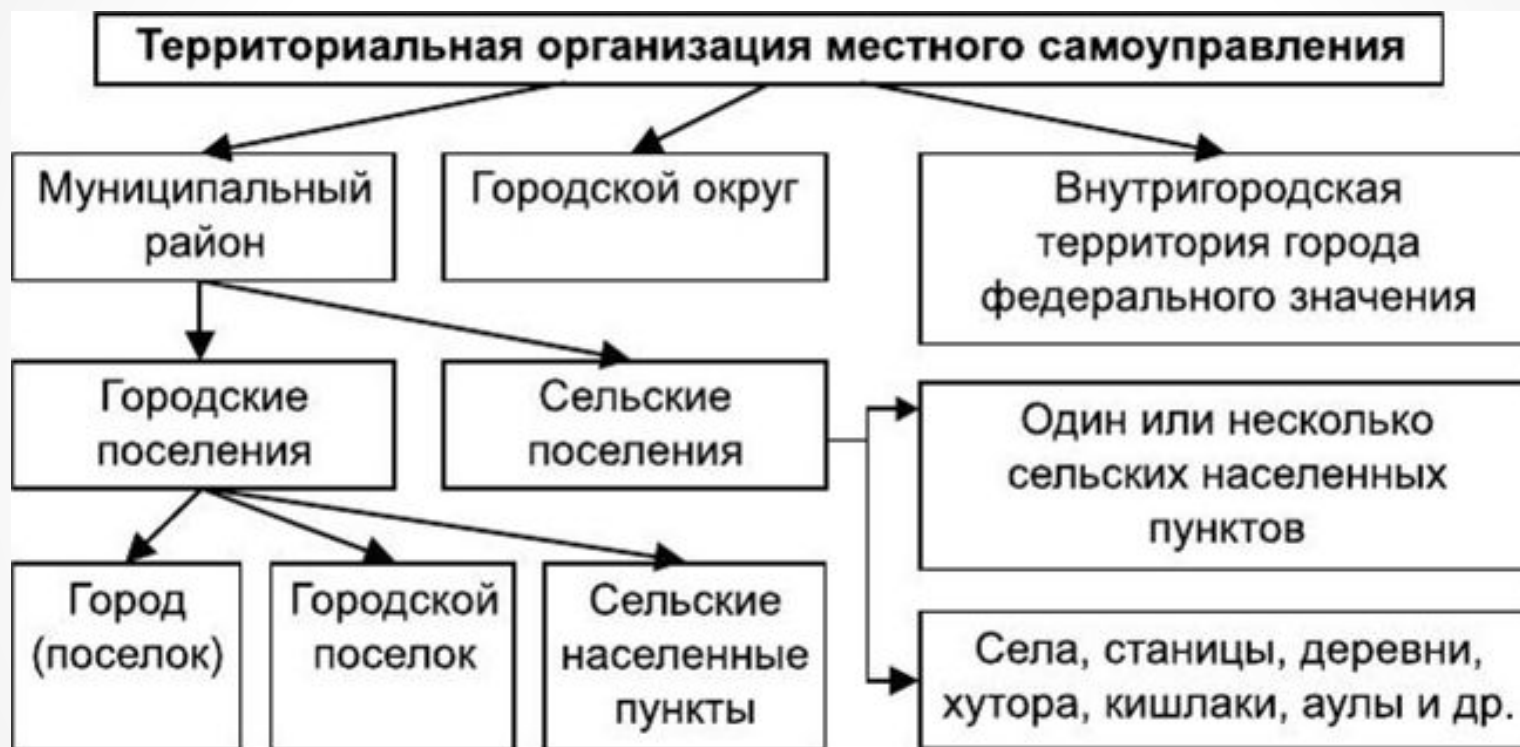 Территориальная организация местного самоуправления
Муниципальный
район
Городской округ
Внутригородская
территория города
федерального значения
Городские
поселения
Сельские
поселения
Один или несколько
сельских населенных
пунктов
Город
(поселок)
Городской
поселок
Сельские
населенные
пункты
Села, станицы, деревни,
хутора, кишлаки, аулы и др.